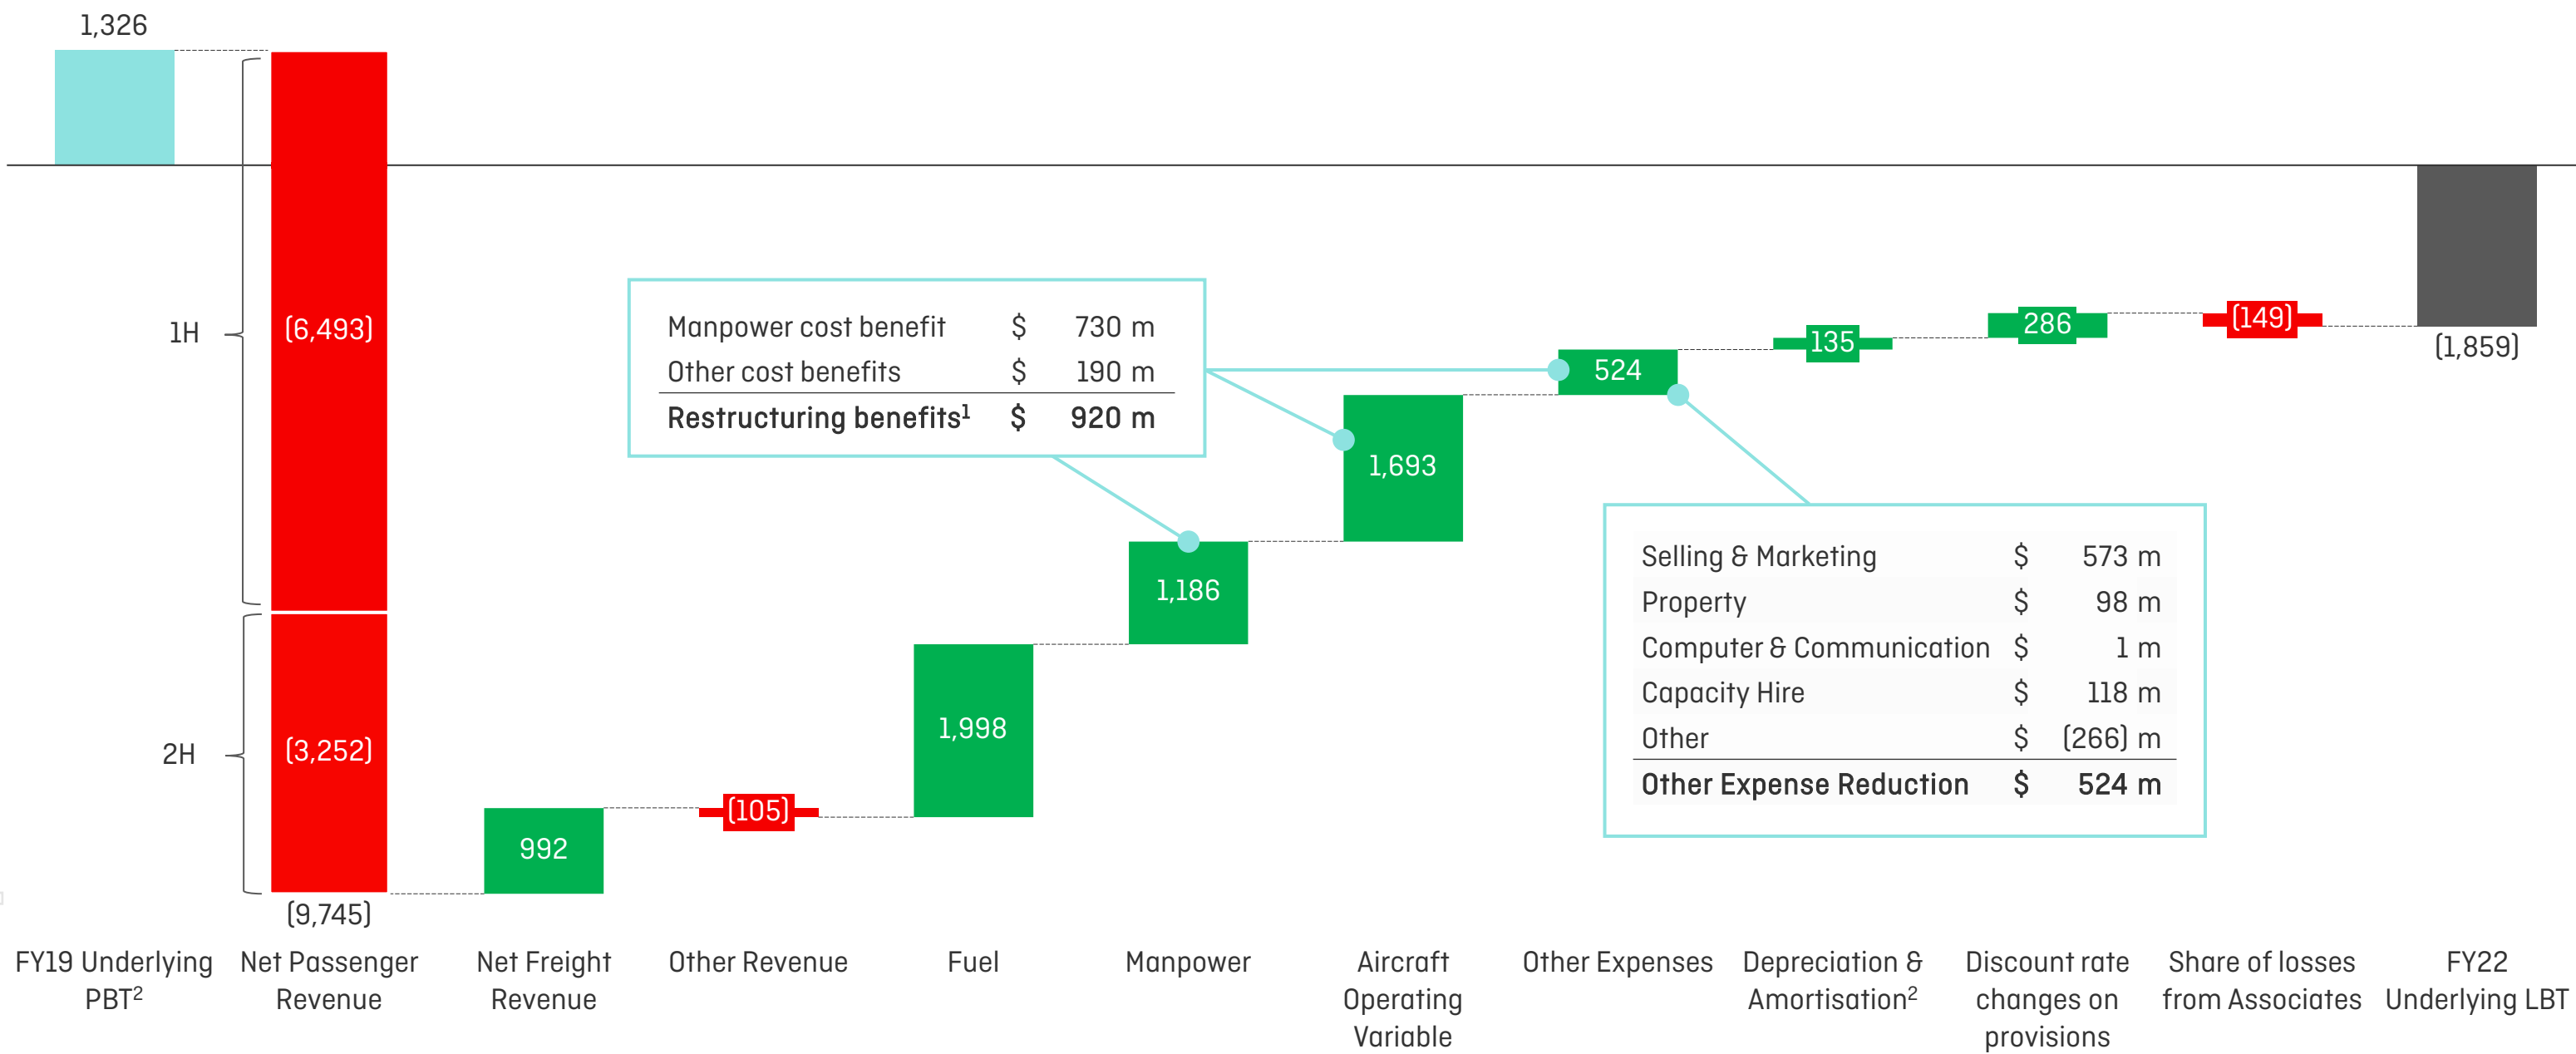 1,326
1H
(6,493)
2H
(3,252)
(9,745)
992
(105)
1,998
1,186
1,693
524
135
286
(149)
(1,859)
Manpower cost benefit $ 730 m
Other cost benefits $ 190 m
Restructuring benefits¹ $ 920 m
Selling & Marketing $ 573 m
Property $ 98 m
Computer & Communication $ 1 m
Capacity Hire $ 118 m
Other $ (266) m
Other Expense Reduction $ 524 m
FY19 Underlying
PBT²
Net Passenger
Revenue
Net Freight
Revenue
Other Revenue
Fuel
Manpower
Aircraft
Operating
Variable
Other Expenses
Depreciation &
Amortisation²
Discount rate
changes on
provisions
Share of losses
from Associates
FY22
Underlying LBT